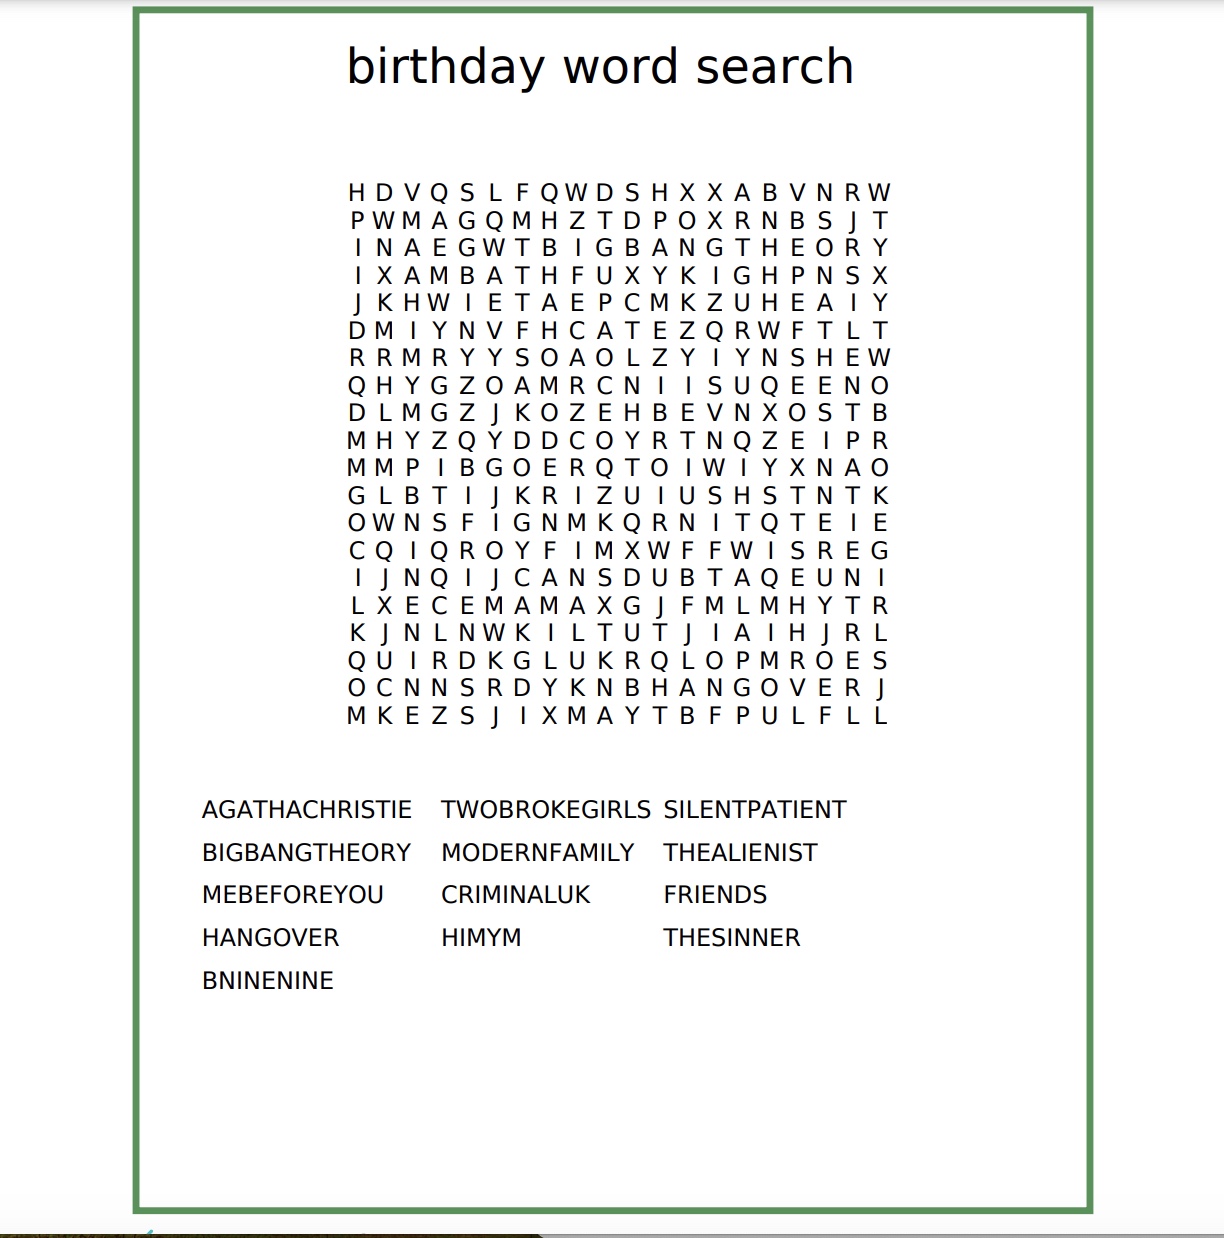 birthday word search
H D V Q S L F Q W D S H X X A B V N R W
P W M A G Q M H Z T D P O X R N B S J T
I N A E G W T B I G B A N G T H E O R Y
I X A M B A T H F U X Y K I G H P N S X
J K H W I E T A E P C M K Z U H E A I Y
D M I Y N V F H C A T E Z Q R W F T L T
R R M R Y Y S O A O L Z Y I Y N S H E W
Q H Y G Z O A M R C N I I S U Q E E N O
D L M G Z J K O Z E H B E V N X O S T B
M H Y Z Q Y D D C O Y R T N Q Z E I P R
M M P I B G O E R Q T O I W I Y X N A O
G L B T I J K R I Z U I U S H S T N T K
O W N S F I G N M K Q R N I T Q T E I E
C Q I Q R O Y F I M X W F F W I S R E G
I J N Q I J C A N S D U B T A Q E U N I
L X E C E M A M A X G J F M L M H Y T R
K J N L N W K I L T U T J I A I H J R L
Q U I R D K G L U K R Q L O P M R O E S
O C N N S R D Y K N B H A N G O V E R J
M K E Z S J I X M A Y T B F P U L F L L
AGATHACHRISTIE TWOBROKEGIRLS SILENTPATIENT
BIGBANGTHEORY MODERNFAMILY THEALIENIST
MEBEFOREYOU CRIMINALUK FRIENDS
HANGOVER HIMYM THESINNER
BNINENINE